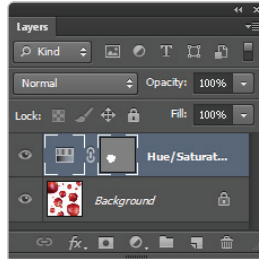 Layers
Kind
Normal Opacity: 100%
Lock: Fill: 100%
Hue/Saturat...
Background
fx.